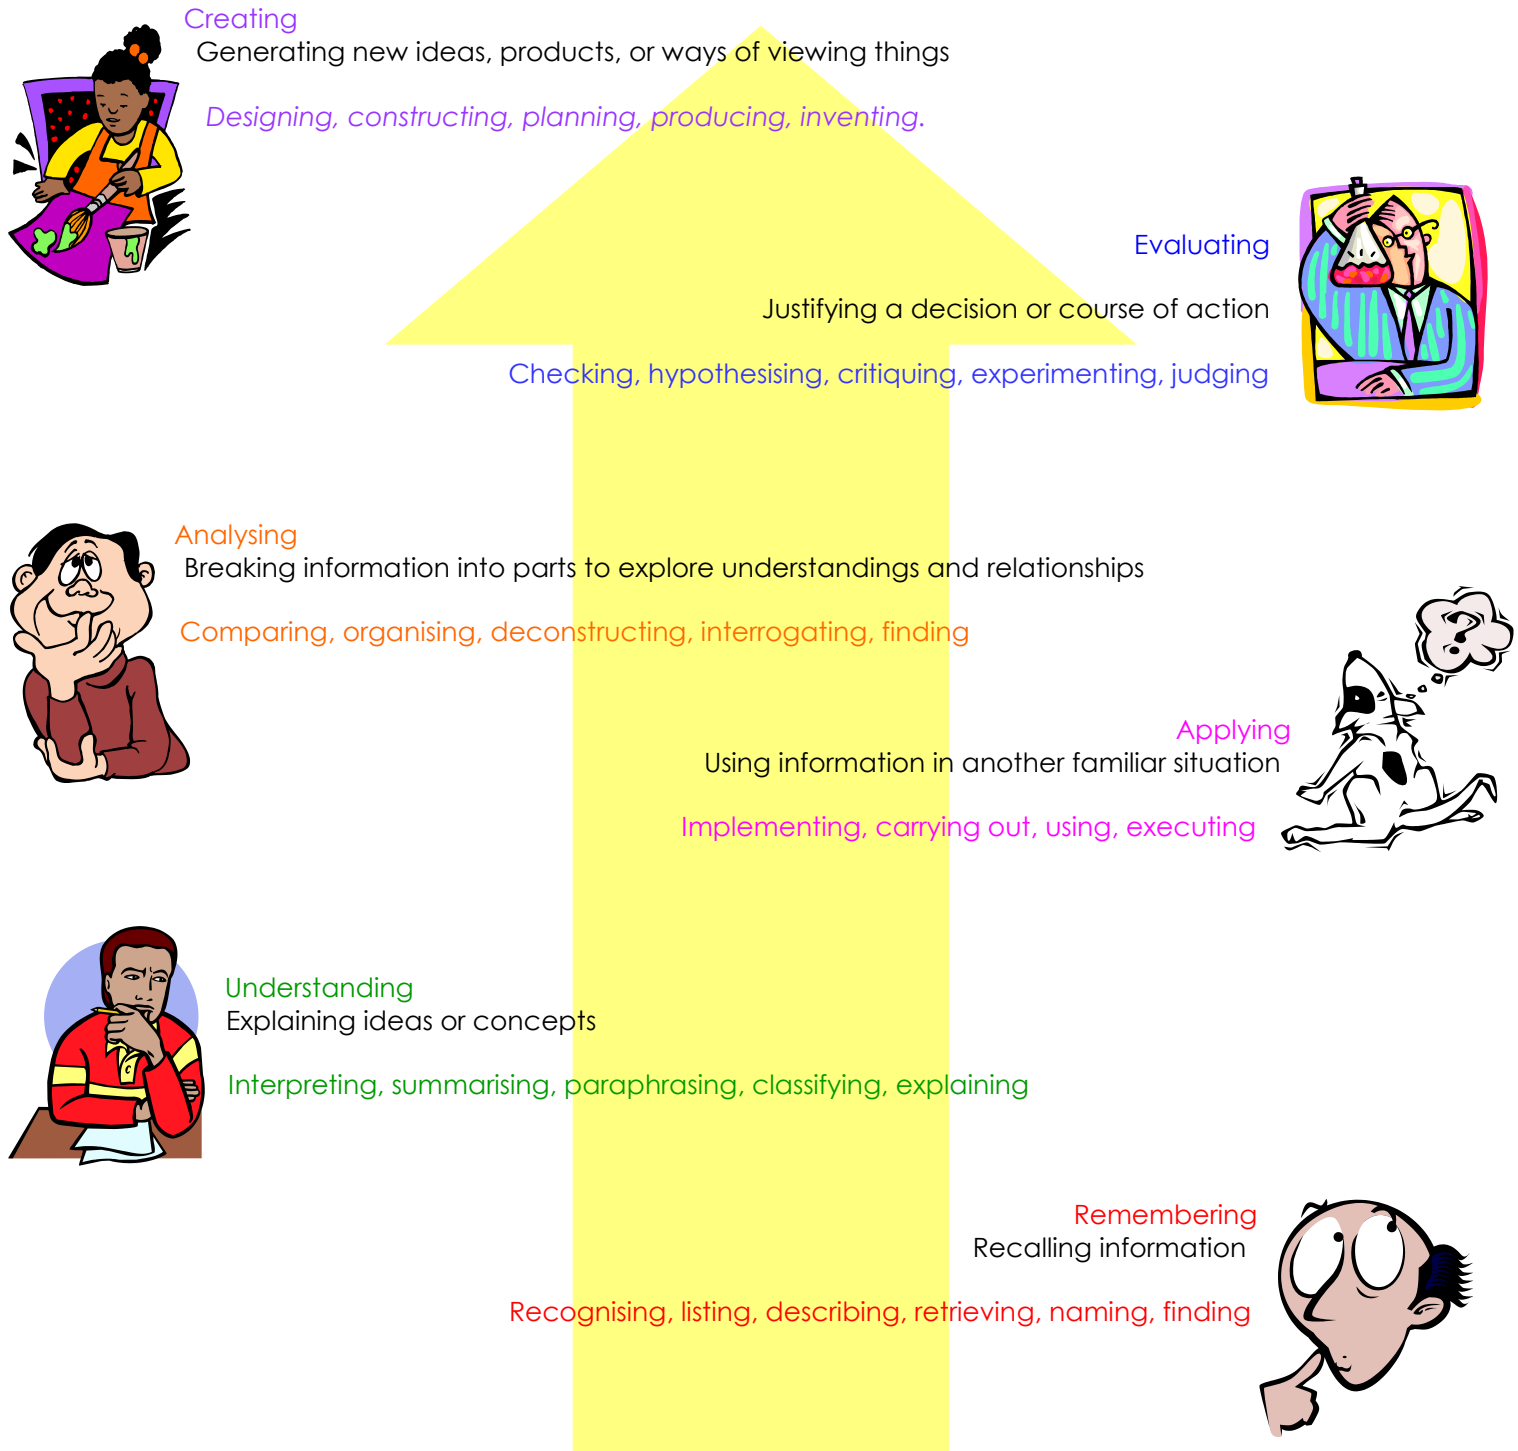 Creating
Generating new ideas, products, or ways of viewing things
Designing, constructing, planning, producing, inventing.
Evaluating
Justifying a decision or course of action
Checking, hypothesising, critiquing, experimenting, judging
Analysing
Breaking information into parts to explore understandings and relationships
Comparing, organising, deconstructing, interrogating, finding
Applying
Using information in another familiar situation
Implementing, carrying out, using, executing
Understanding
Explaining ideas or concepts
Interpreting, summarising, paraphrasing, classifying, explaining
Remembering
Recalling information
Recognising, listing, describing, retrieving, naming, finding